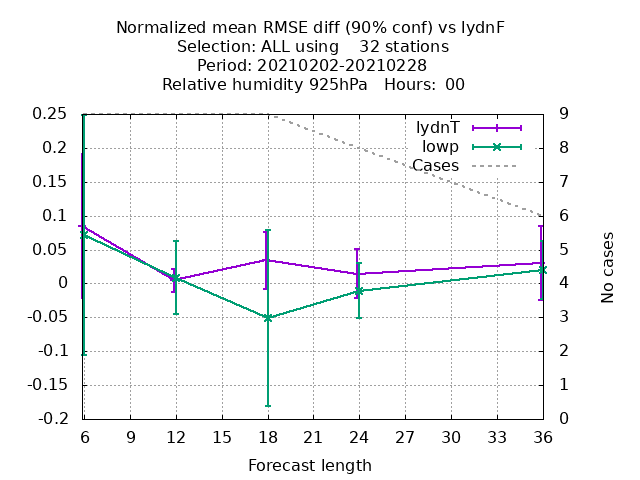 Normalized mean RMSE diff (90% conf) vs lydnF
Selection: ALL using    32 stations
Period: 20210202-20210228
Relative humidity 925hPa   Hours:  00
0.25
0.2
0.15
0.1
0.05
0
-0.05
-0.1
-0.15
-0.2
lydnT
lowp
Cases
9
8
7
6
5
4
3
2
1
0
No cases
6 9 12 15 18 21 24 27 30 33 36
Forecast length